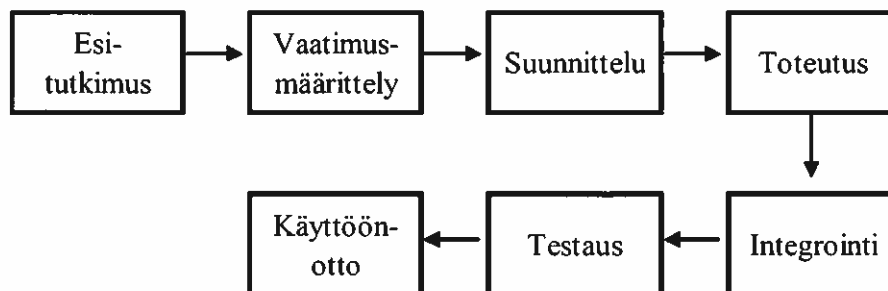 Esi-
tutkimus
Vaatimus-
määrittely
Suunnittelu
Toteutus
Käyttöön-
otto
Testaus
Integrointi